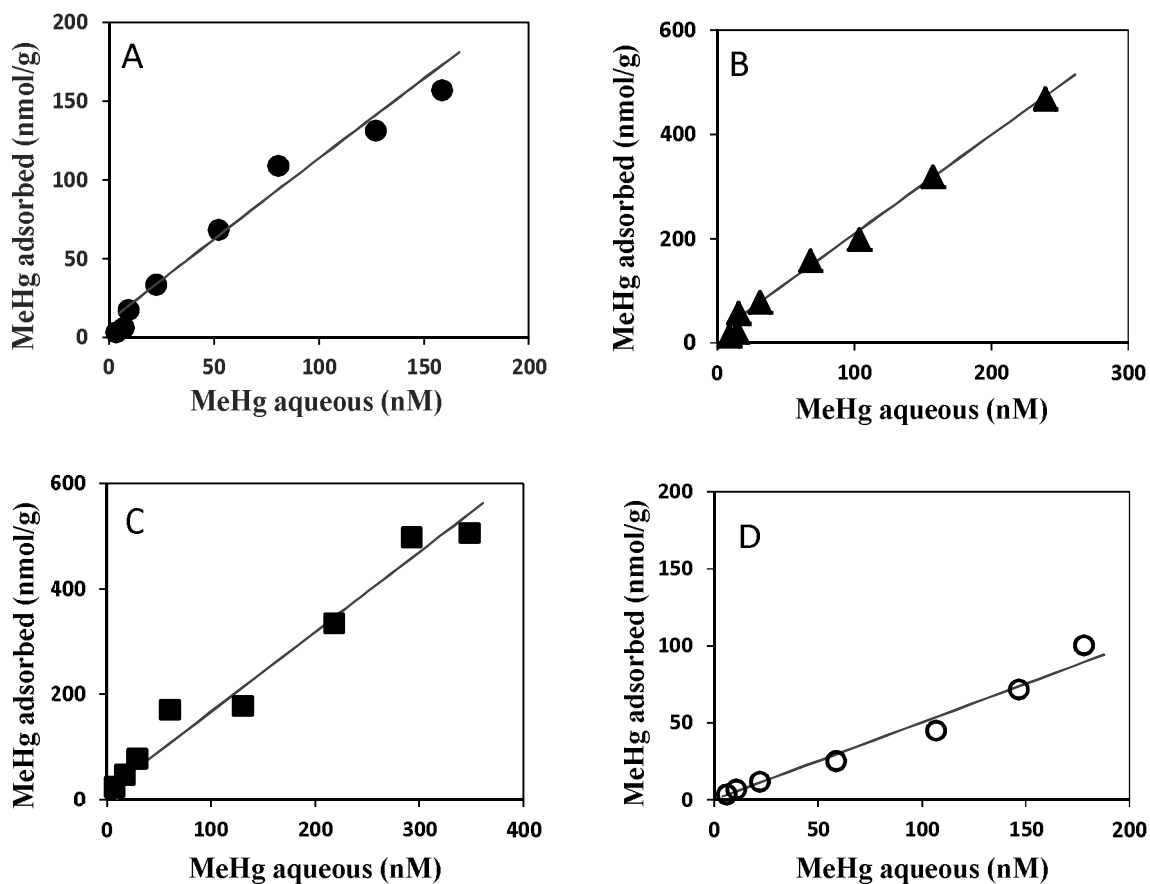 A
MeHg adsorbed (nmol/g)
200
150
100
50
0
0 50 100 150 200
MeHg aqueous (nM)
B
MeHg adsorbed (nmol/g)
600
400
200
0
0 100 200 300
MeHg aqueous (nM)
C
MeHg adsorbed (nmol/g)
600
400
200
0
0 100 200 300 400
MeHg aqueous (nM)
D
MeHg adsorbed (nmol/g)
200
150
100
50
0
0 50 100 150 200
MeHg aqueous (nM)